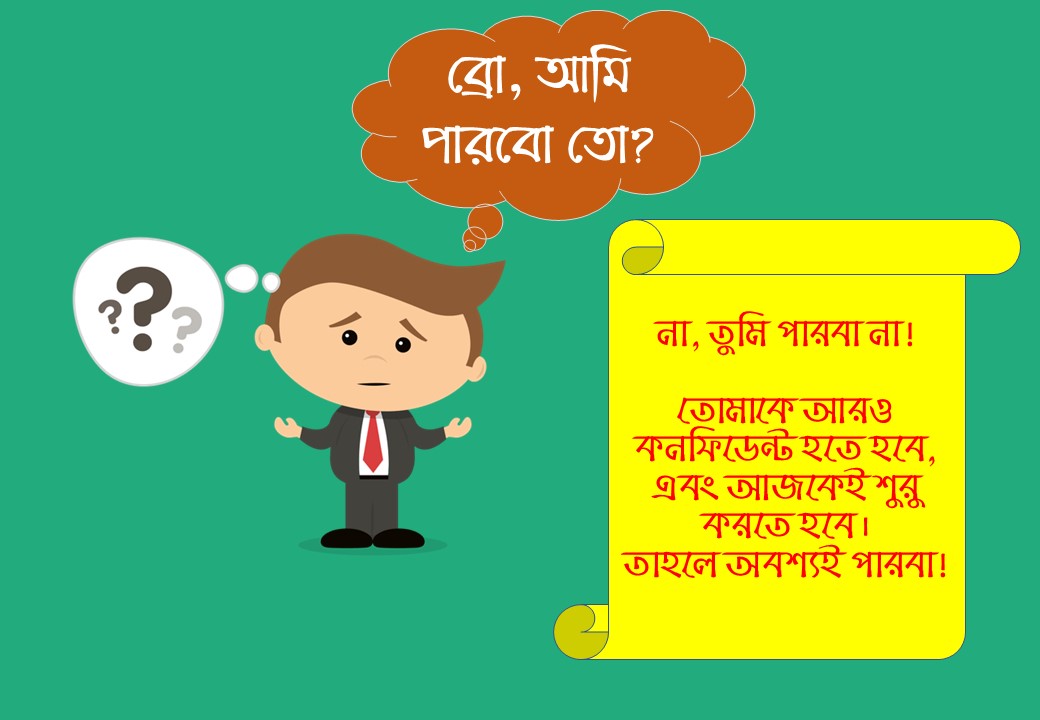 ব্রো, আমি
পারবো তো?
???
না, তুমি পারবা না!
তোমাকে আরও
কনফিডেন্ট হতে হবে,
এবং আজকেই শুরু
করতে হবে।
তাহলে অবশ্যই পারবা!